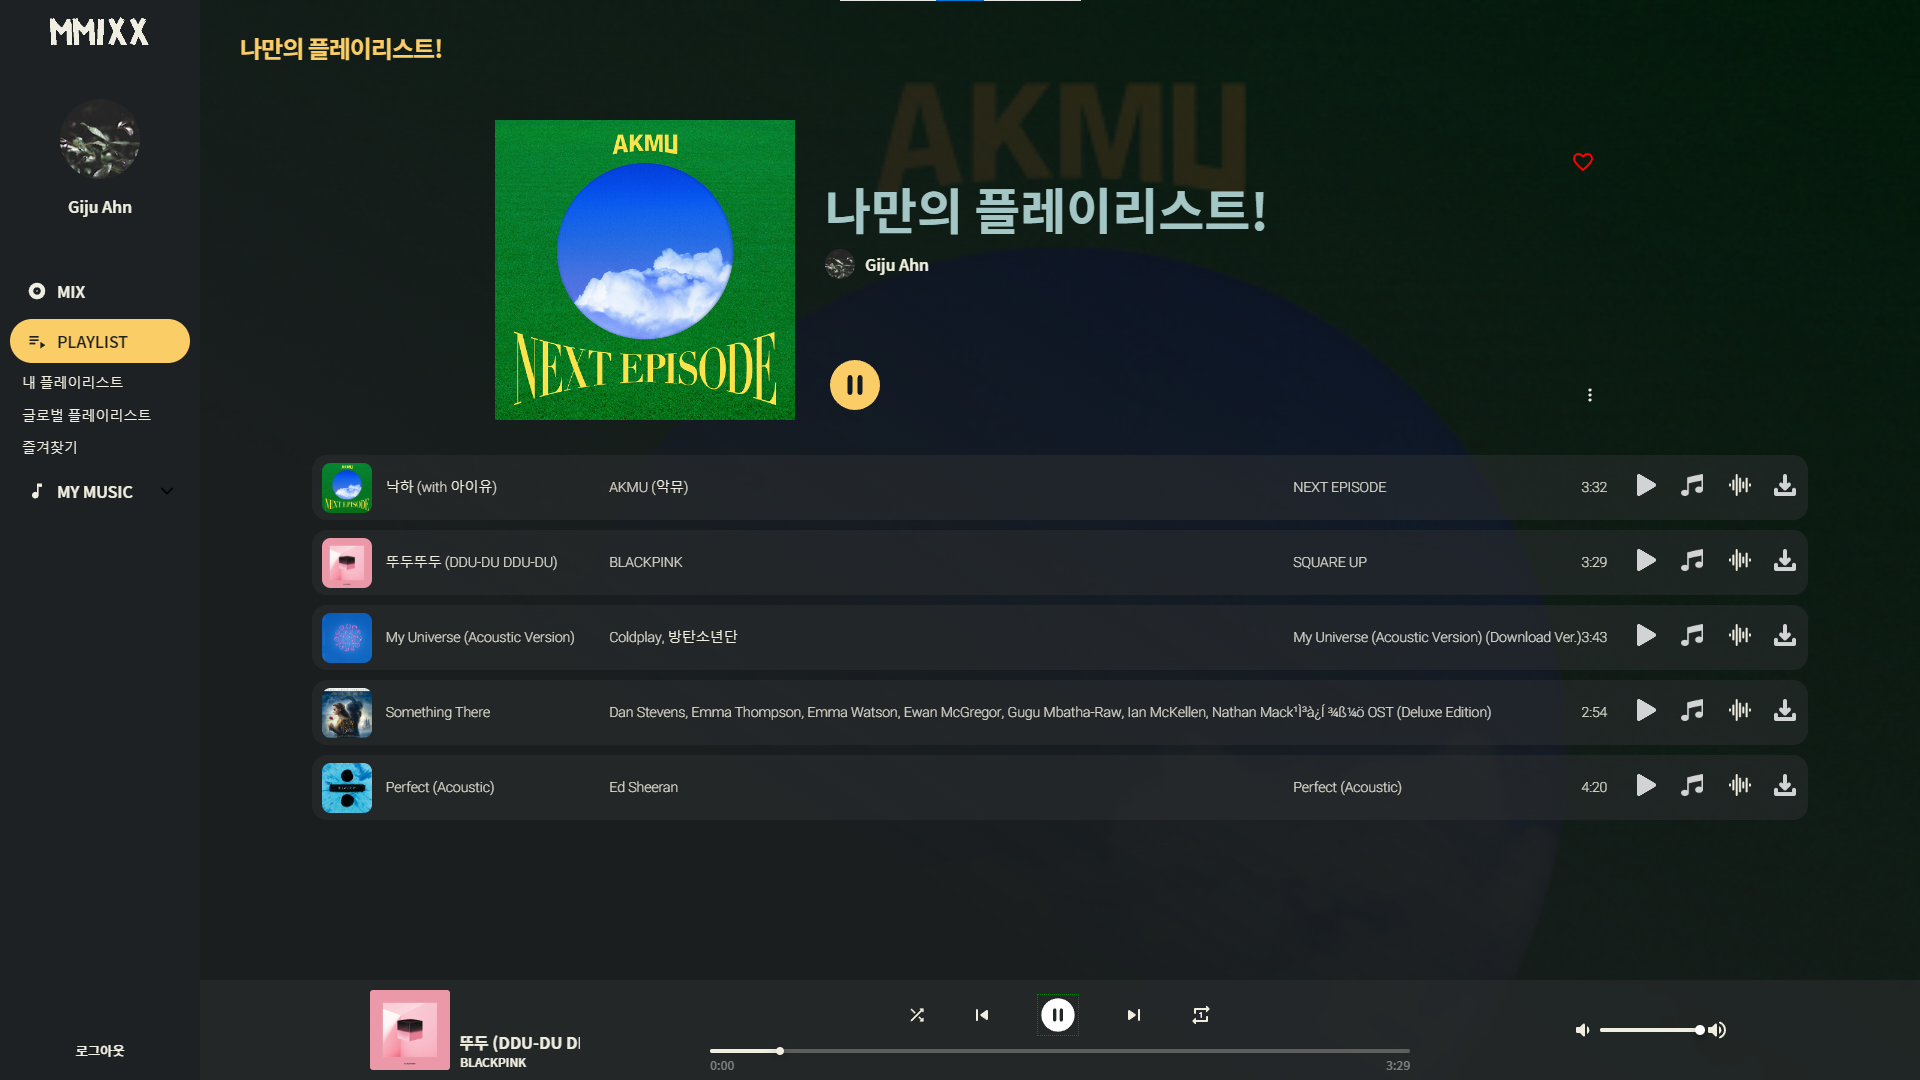 MMIXX
나만의 플레이리스트!
Giju Ahn
MIX
PLAYLIST
내 플레이리스트
글로벌 플레이리스트
즐겨찾기
MY MUSIC
로그아웃
AKMU
AKMU
NEXT EPISODE
나만의 플레이리스트!
Giju Ahn
AKMU
NEXT EPISODE
낙하 (with 아이유) AKMU (악뮤) NEXT EPISODE 3:32
뚜두뚜두 (DDU-DU DDU-DU) BLACKPINK SQUARE UP 3:29
My Universe (Acoustic Version) Coldplay, 방탄소년단 My Universe (Acoustic Version) (Download Ver.) 3:43
Something There Dan Stevens, Emma Thompson, Emma Watson, Ewan McGregor, Gugu Mbatha-Raw, Ian McKellen, Nathan Mack¹Ì³à¿Í ¾ß¼ö OST (Deluxe Edition) 2:54
Perfect (Acoustic) Ed Sheeran Perfect (Acoustic) 4:20
뚜두 (DDU-DU D
BLACKPINK
1
0:00 3:29